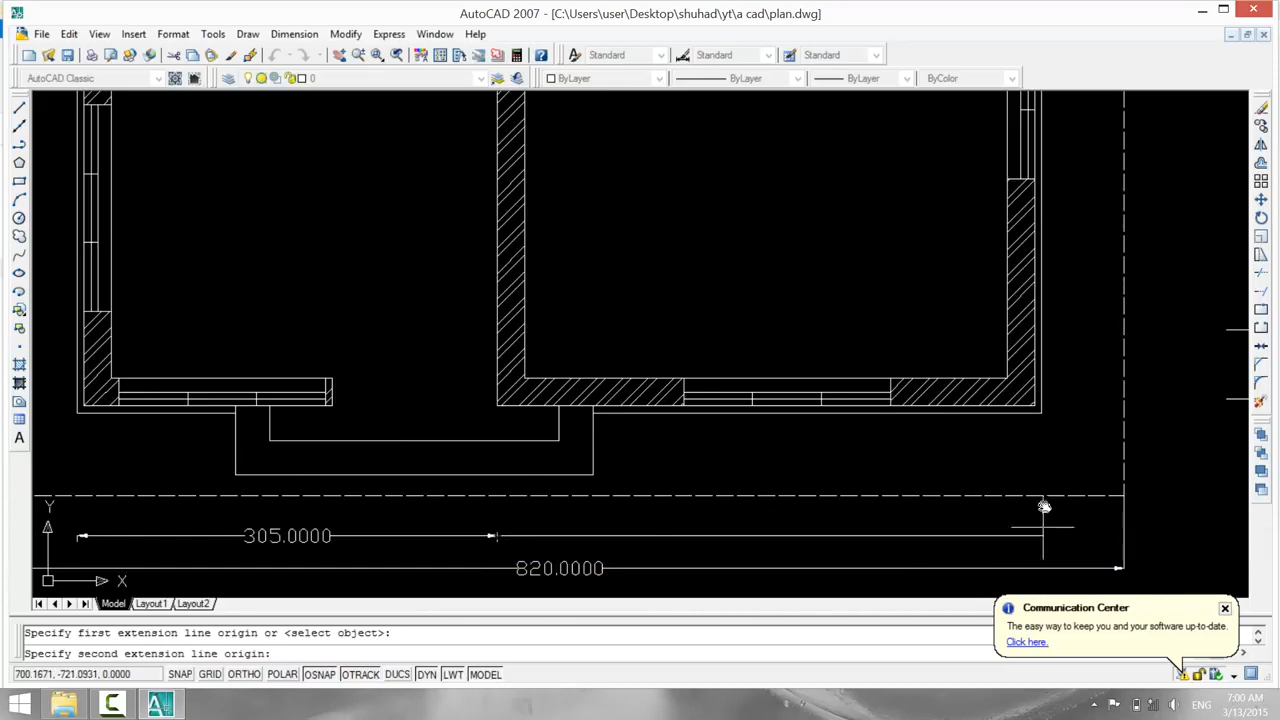 AutoCAD 2007 - [C:\Users\user\Desktop\shuhad\yt\a cad\plan.dwg]
File Edit View Insert Format Tools Draw Dimension Modify Express Window Help
Standard Standard Standard
AutoCAD Classic 0 ByLayer ByLayer ByLayer ByColor
A
Y
305.0000
820.0000
X
Model Layout1 Layout2
Communication Center
The easy way to keep you and your software up-to-date.
Click here.
Specify first extension line origin or <select object>:
Specify second extension line origin:
700.1671, -721.0931, 0.0000 SNAP GRID ORTHO POLAR OSNAP OTRACK DUCS DYN LWT MODEL
ENG
7:00 AM
3/13/2015